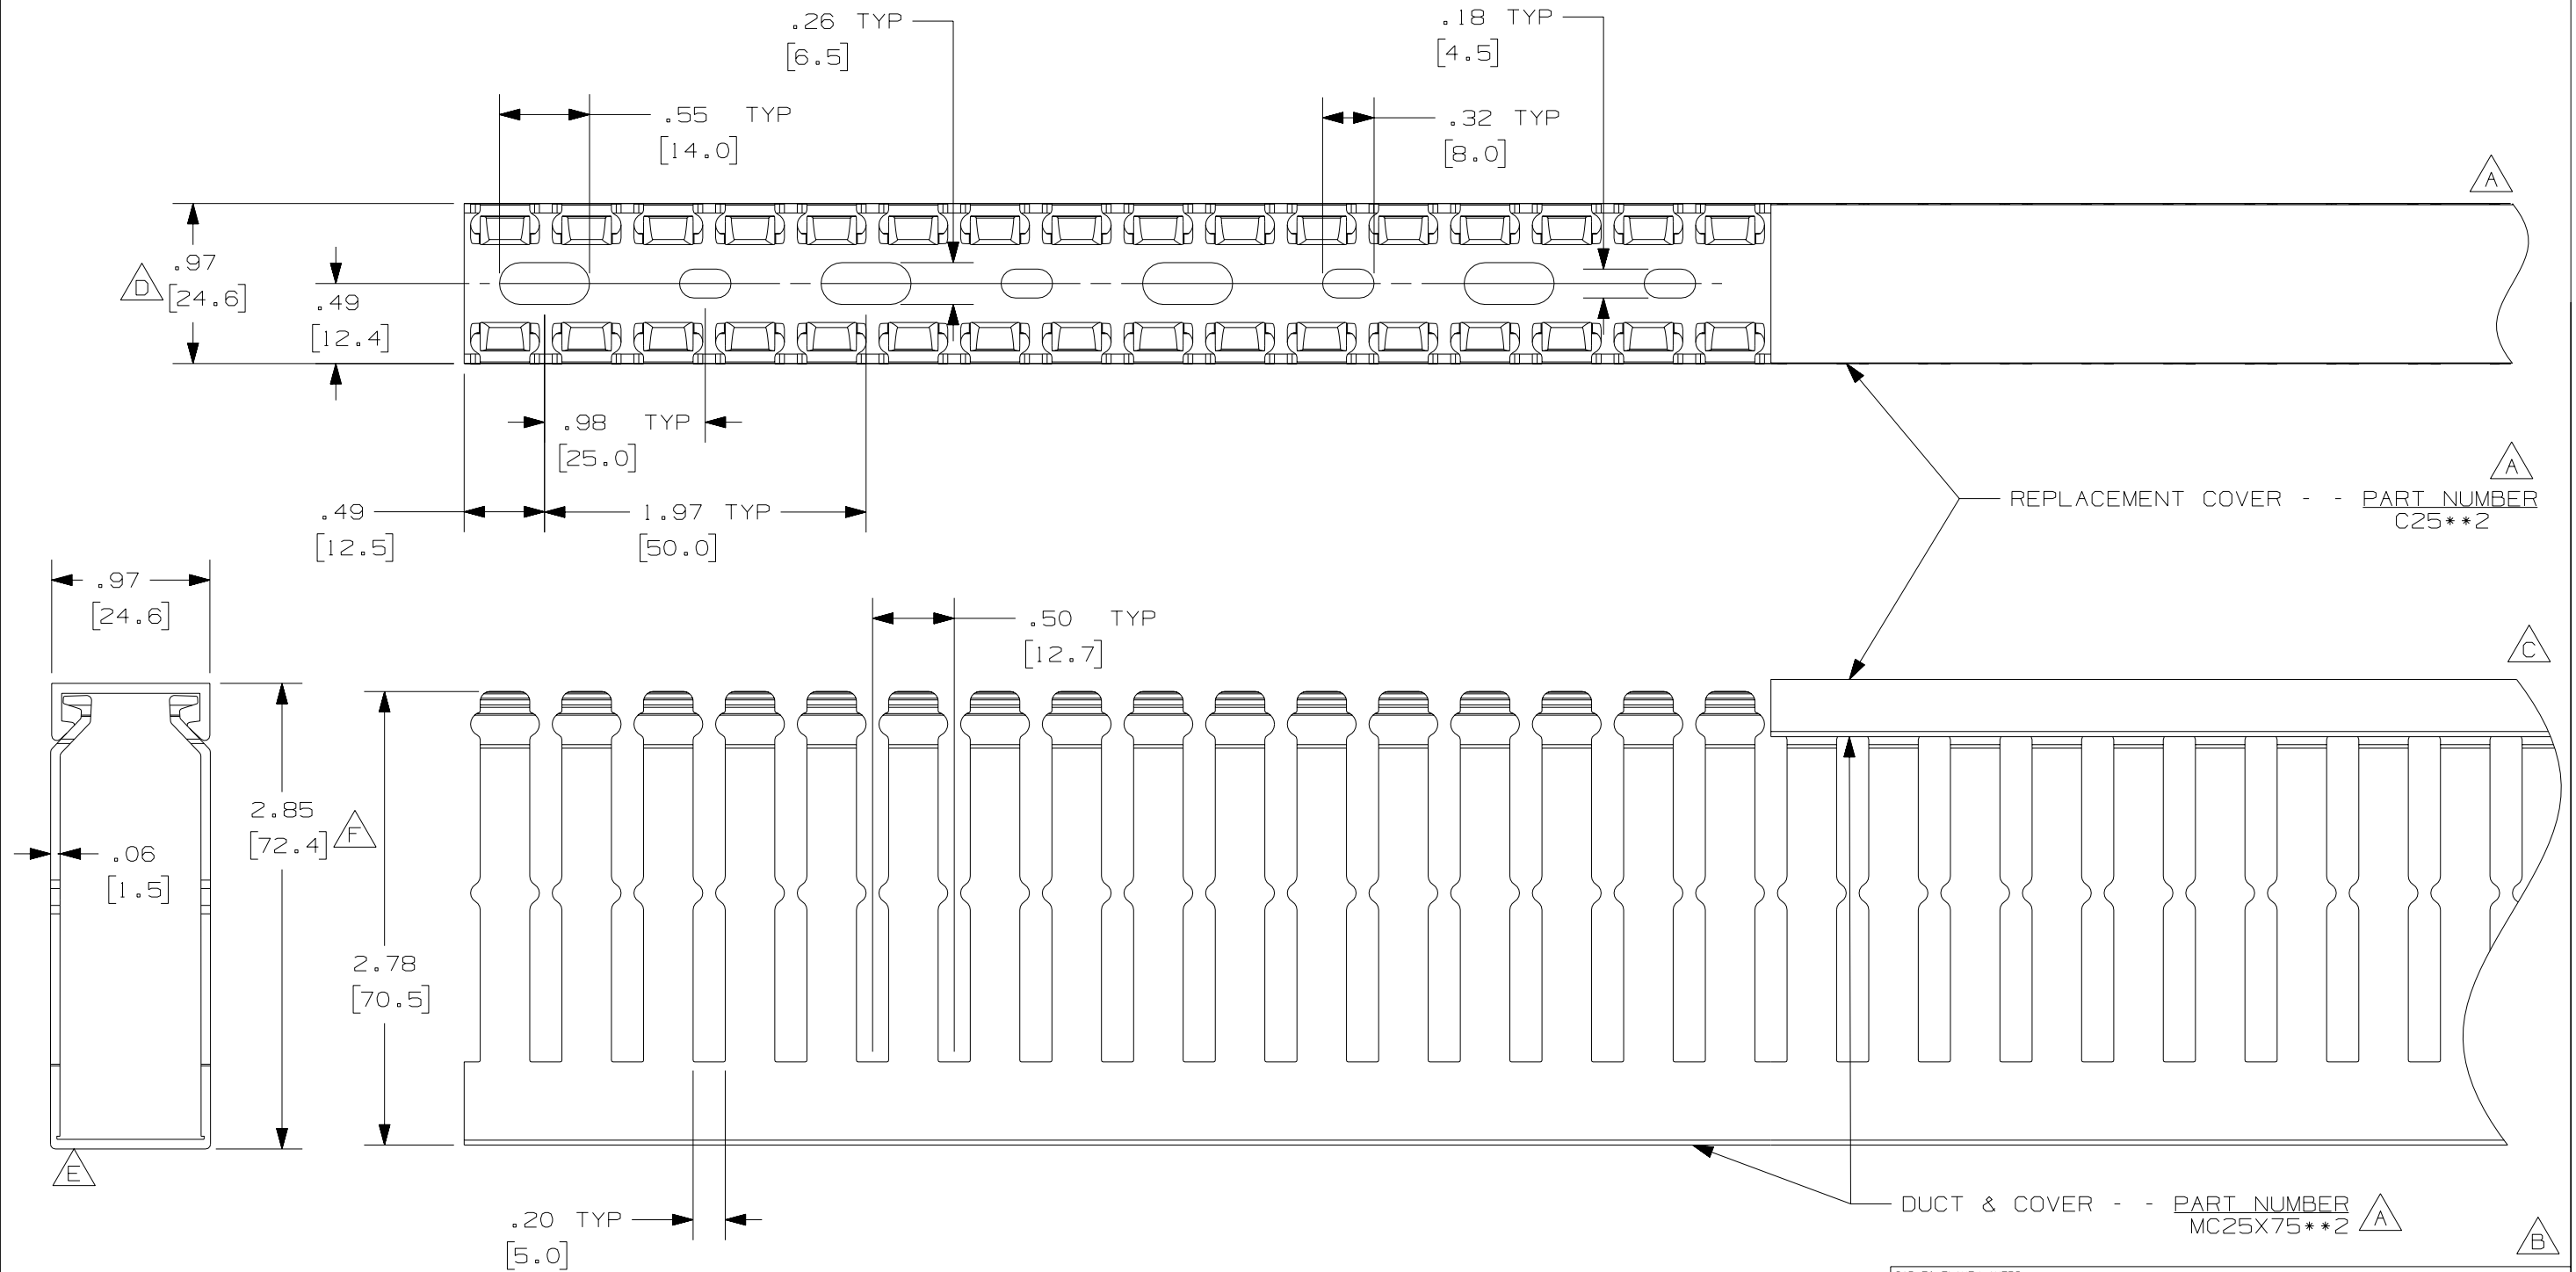 .26 TYP
[6.5]
.18 TYP
[4.5]
.55 TYP
[14.0]
.32 TYP
[8.0]
A
D
.97
[24.6]
.49
[12.4]
.98 TYP
[25.0]
A
REPLACEMENT COVER - - PART NUMBER
C25**2
.49
[12.5]
1.97 TYP
[50.0]
.97
[24.6]
.50 TYP
[12.7]
C
2.85
[72.4]
F
.06
[1.5]
2.78
[70.5]
E
DUCT & COVER - - PART NUMBER
MC25X75**2
A
.20 TYP
[5.0]
B